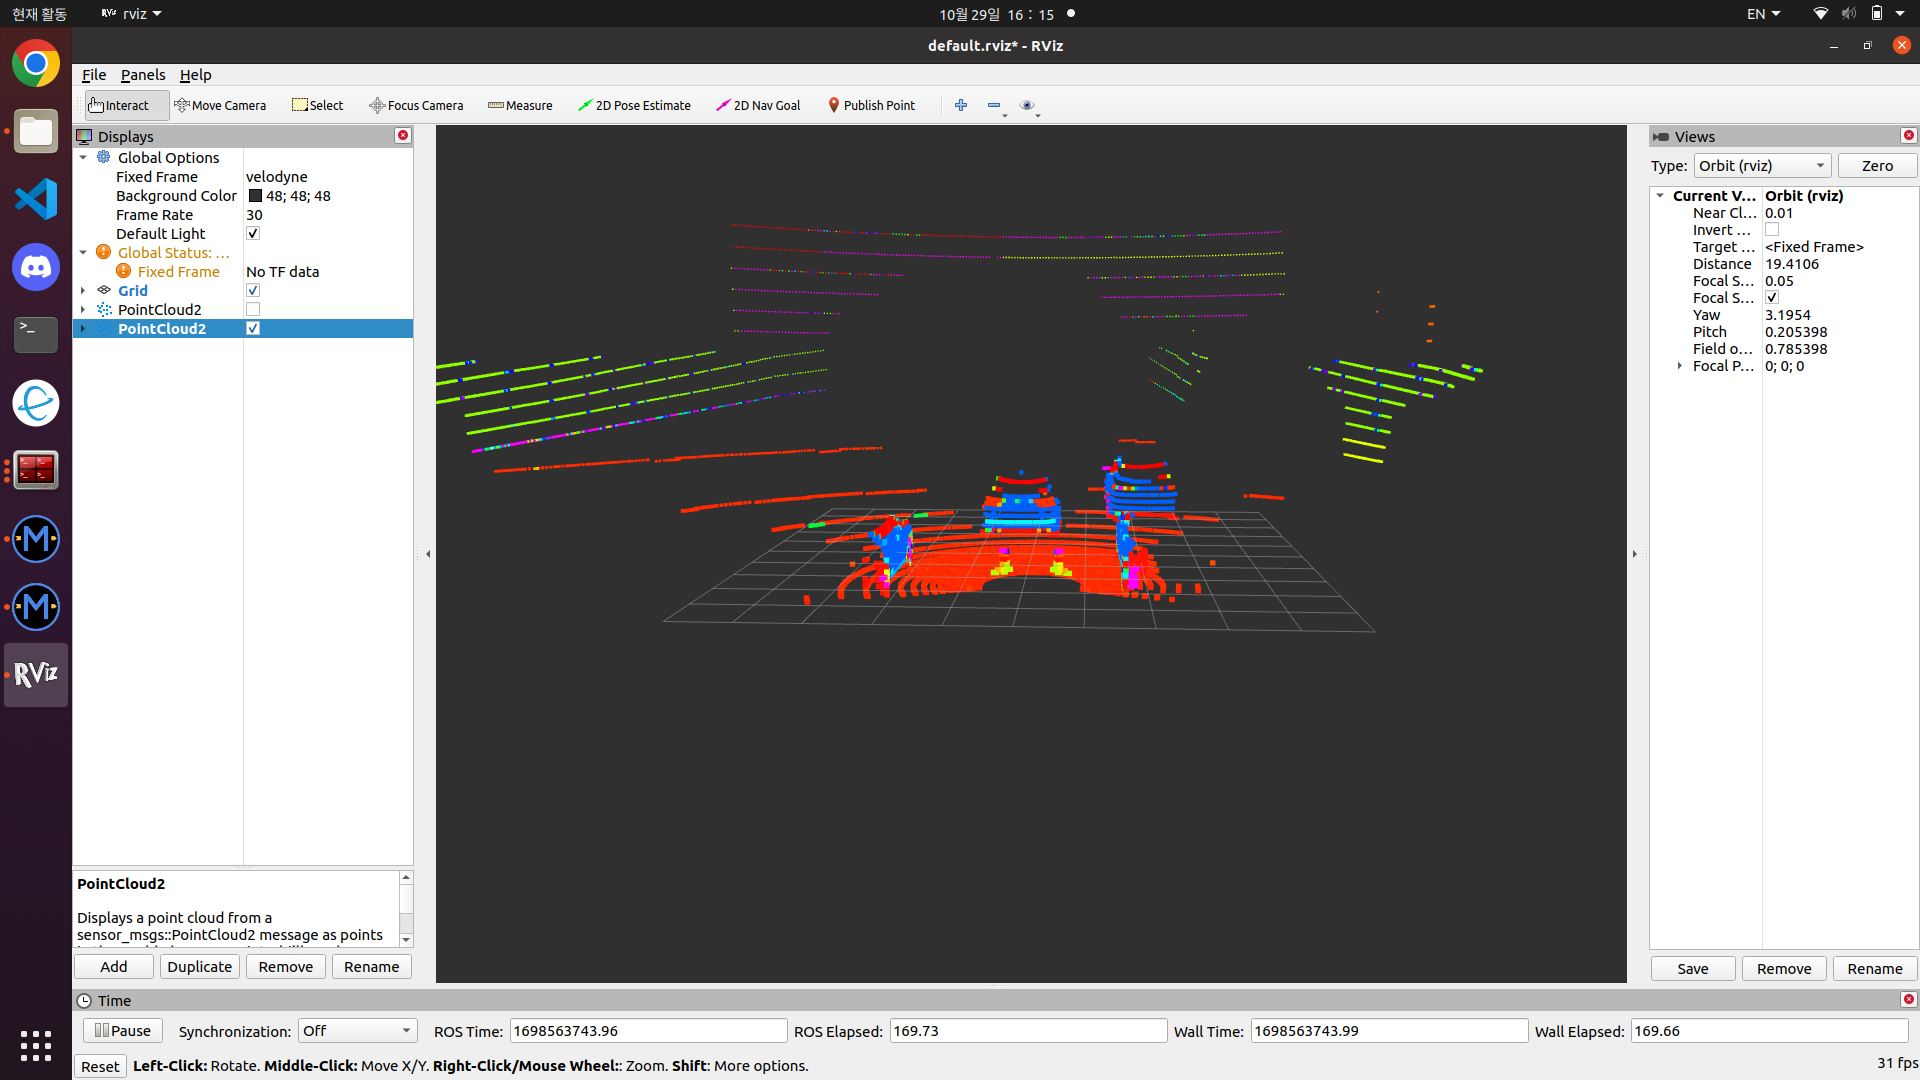 현재 활동 RViz rviz 10월 29일 16 : 15 EN
default.rviz* - RViz
File Panels Help
Interact Move Camera Select Focus Camera Measure 2D Pose Estimate 2D Nav Goal Publish Point
Displays
Global Options
Fixed Frame velodyne
Background Color 48; 48; 48
Frame Rate 30
Default Light
Global Status: ...
Fixed Frame No TF data
Grid
PointCloud2
PointCloud2
PointCloud2
Displays a point cloud from a
sensor_msgs::PointCloud2 message as points
Add Duplicate Remove Rename
Views
Type: Orbit (rviz) Zero
Current V... Orbit (rviz)
Near Cl... 0.01
Invert ...
Target ... <Fixed Frame>
Distance 19.4106
Focal S... 0.05
Focal S...
Yaw 3.1954
Pitch 0.205398
Field o... 0.785398
Focal P... 0; 0; 0
Save Remove Rename
RViz
Time
Pause Synchronization: Off ROS Time: 1698563743.96 ROS Elapsed: 169.73 Wall Time: 1698563743.99 Wall Elapsed: 169.66
Reset Left-Click: Rotate. Middle-Click: Move X/Y. Right-Click/Mouse Wheel:: Zoom. Shift: More options. 31 fps